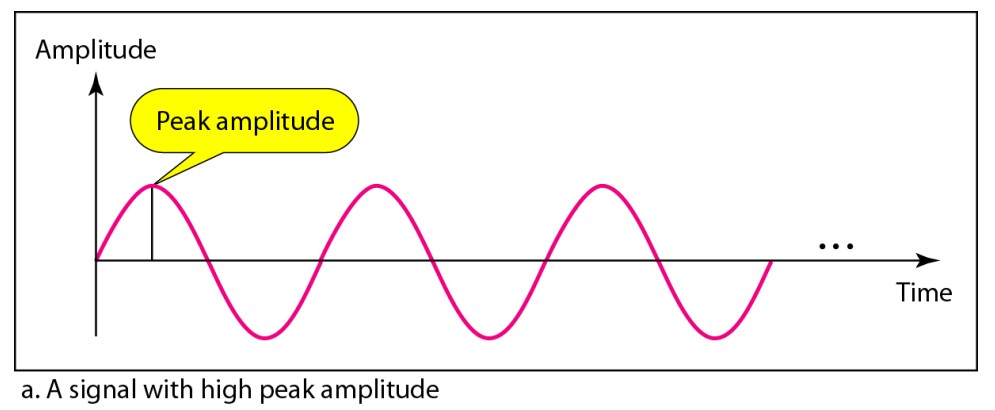 Amplitude
Peak amplitude
...
Time
a. A signal with high peak amplitude